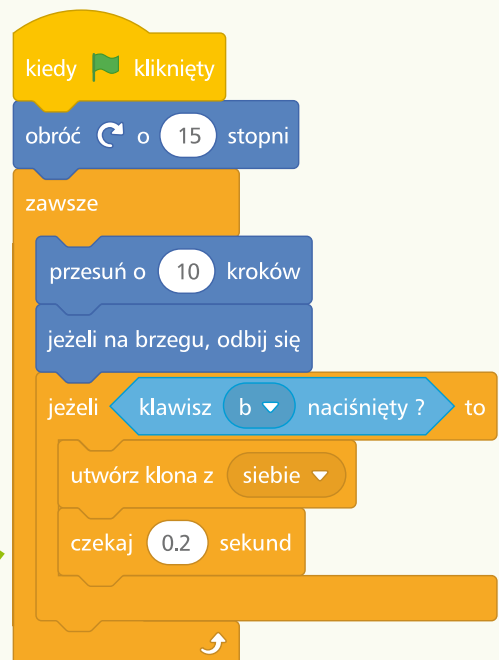 kiedy kliknięty
obróć o 15 stopni
zawsze
przesuń o 10 kroków
jeżeli na brzegu, odbij się
jeżeli klawisz b naciśnięty ? to
utwórz klona z siebie
czekaj 0.2 sekund